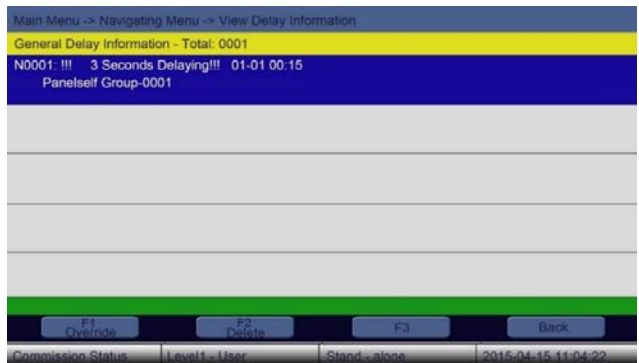 Main Menu -> Navigating Menu -> View Delay Information
General Delay Information - Total: 0001
N0001: !!! 3 Seconds Delaying!!! 01-01 00:15
Panelself Group-0001
F1 Override
F2 Delete
F3
Back
Commission Status
Level1 - User
Stand - alone
2015-04-15 11:04:22